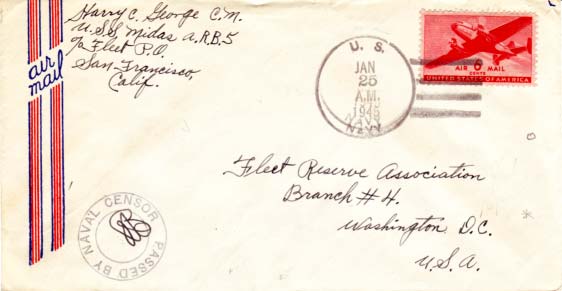 Harry C. George C.M.
U.S.S. Midas A.R.B. 5
c/o Fleet P.O.
San Francisco
Calif.
air
mail
U. S.
JAN
25
A.M.
1945
NAVY
AIR 6 MAIL
CENTS
UNITED STATES OF AMERICA
Fleet Reserve Association
Branch #4.
Washington D.C.
U.S.A.
PASSED BY NAVAL CENSOR